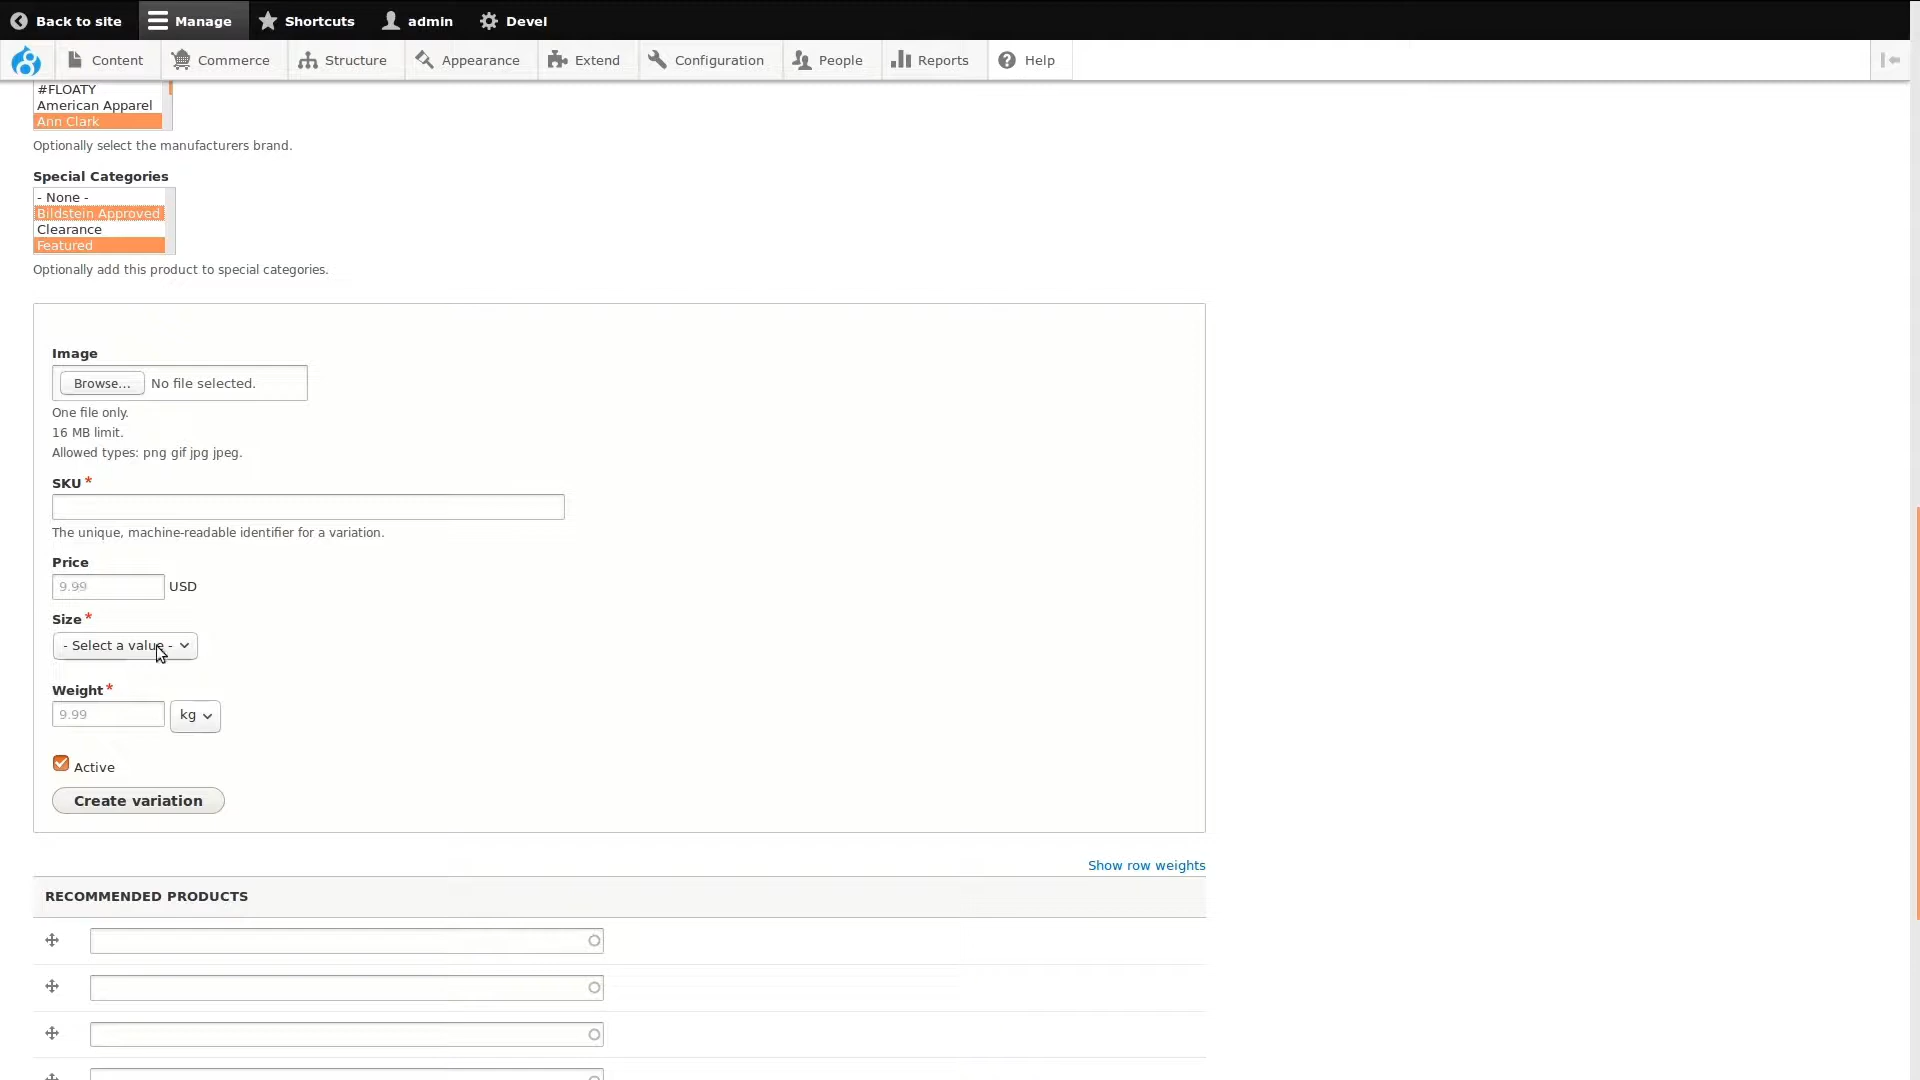 Back to site Manage Shortcuts admin Devel
Content Commerce Structure Appearance Extend Configuration People Reports Help
#FLOATY
American Apparel
Ann Clark
Optionally select the manufacturers brand.
Special Categories
- None -
Bildstein Approved
Clearance
Featured
Optionally add this product to special categories.
Image
Browse... No file selected.
One file only.
16 MB limit.
Allowed types: png gif jpg jpeg.
SKU *
The unique, machine-readable identifier for a variation.
Price
9.99 USD
Size *
- Select a value -
Weight *
9.99 kg
Active
Create variation
Show row weights
RECOMMENDED PRODUCTS